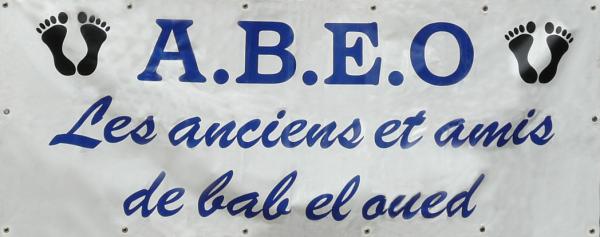 A.B.E.O
Les anciens et amis
de bab el oued